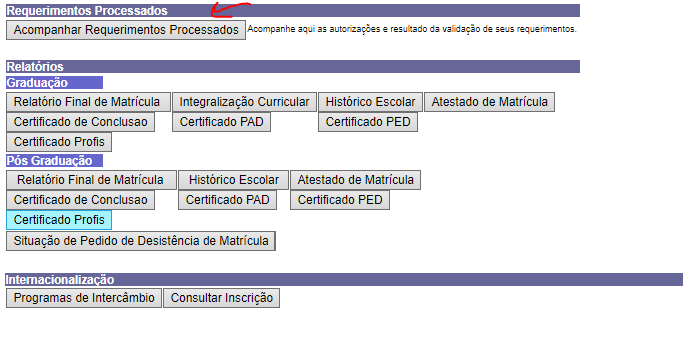 Requerimentos Processados
Acompanhar Requerimentos Processados Acompanhe aqui as autorizações e resultado da validação de seus requerimentos.
Relatórios
Graduação
Relatório Final de Matrícula Integralização Curricular Histórico Escolar Atestado de Matrícula
Certificado de Conclusao Certificado PAD Certificado PED
Certificado Profis
Pós Graduação
Relatório Final de Matrícula Histórico Escolar Atestado de Matrícula
Certificado de Conclusao Certificado PAD Certificado PED
Certificado Profis
Situação de Pedido de Desistência de Matrícula
Internacionalização
Programas de Intercâmbio Consultar Inscrição